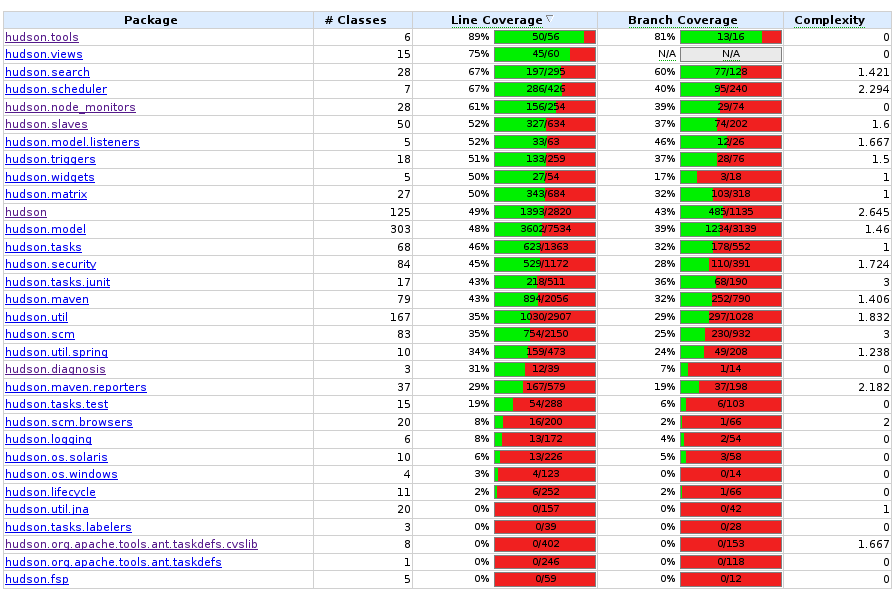 Package # Classes Line Coverage Branch Coverage Complexity
hudson.tools 6 89% 50/56 81% 13/16 0
hudson.views 15 75% 45/60 N/A N/A 0
hudson.search 28 67% 197/295 60% 77/128 1.421
hudson.scheduler 7 67% 286/426 40% 95/240 2.294
hudson.node_monitors 28 61% 156/254 39% 29/74 0
hudson.slaves 50 52% 327/634 37% 74/202 1.6
hudson.model.listeners 5 52% 33/63 46% 12/26 1.667
hudson.triggers 18 51% 133/259 37% 28/76 1.5
hudson.widgets 5 50% 27/54 17% 3/18 1
hudson.matrix 27 50% 343/684 32% 103/318 1
hudson 125 49% 1393/2820 43% 485/1135 2.645
hudson.model 303 48% 3602/7534 39% 1234/3139 1.46
hudson.tasks 68 46% 623/1363 32% 178/552 1
hudson.security 84 45% 529/1172 28% 110/391 1.724
hudson.tasks.junit 17 43% 218/511 36% 68/190 3
hudson.maven 79 43% 894/2056 32% 252/790 1.406
hudson.util 167 35% 1030/2907 29% 297/1028 1.832
hudson.scm 83 35% 754/2150 25% 230/932 3
hudson.util.spring 10 34% 159/473 24% 49/208 1.238
hudson.diagnosis 3 31% 12/39 7% 1/14 0
hudson.maven.reporters 37 29% 167/579 19% 37/198 2.182
hudson.tasks.test 15 19% 54/288 6% 6/103 0
hudson.scm.browsers 20 8% 16/200 2% 1/66 2
hudson.logging 6 8% 13/172 4% 2/54 0
hudson.os.solaris 10 6% 13/226 5% 3/58 0
hudson.os.windows 4 3% 4/123 0% 0/14 0
hudson.lifecycle 11 2% 6/252 2% 1/66 0
hudson.util.jna 20 0% 0/157 0% 0/42 1
hudson.tasks.labelers 3 0% 0/39 0% 0/28 0
hudson.org.apache.tools.ant.taskdefs.cvslib 8 0% 0/402 0% 0/153 1.667
hudson.org.apache.tools.ant.taskdefs 1 0% 0/246 0% 0/118 0
hudson.fsp 5 0% 0/59 0% 0/12 0